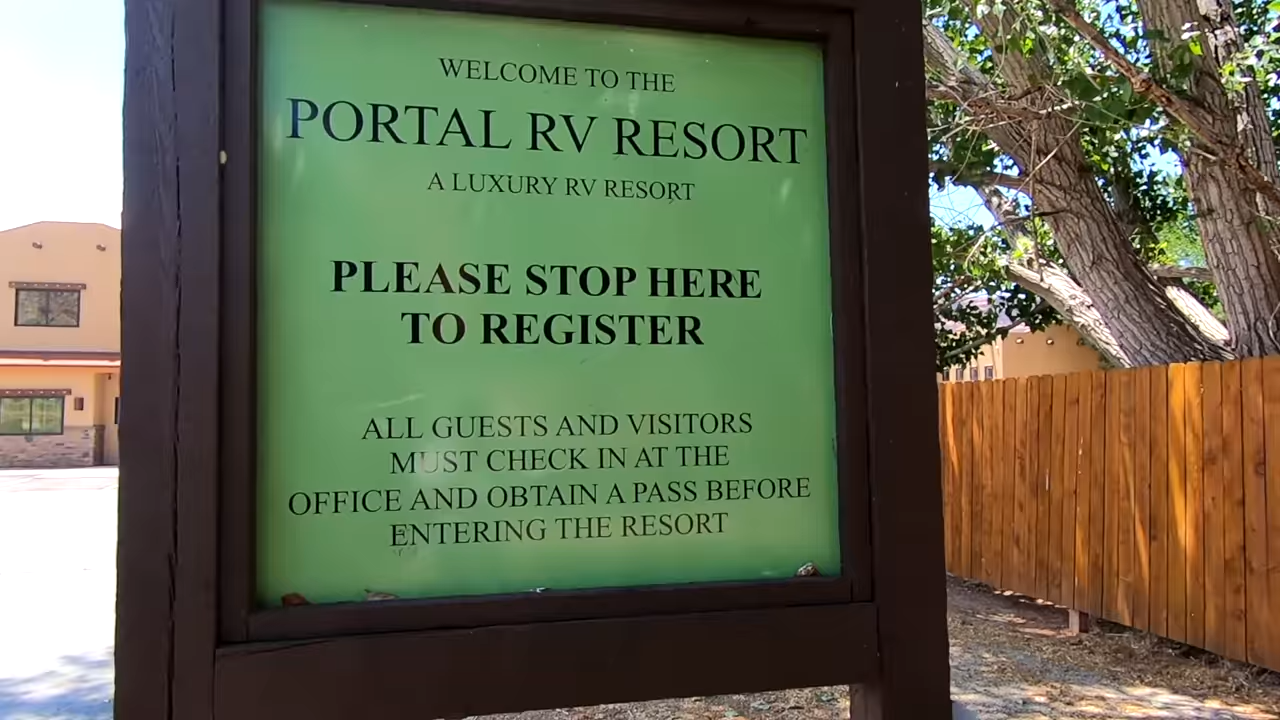 WELCOME TO THE
PORTAL RV RESORT
A LUXURY RV RESORT
PLEASE STOP HERE
TO REGISTER
ALL GUESTS AND VISITORS
MUST CHECK IN AT THE
OFFICE AND OBTAIN A PASS BEFORE
ENTERING THE RESORT